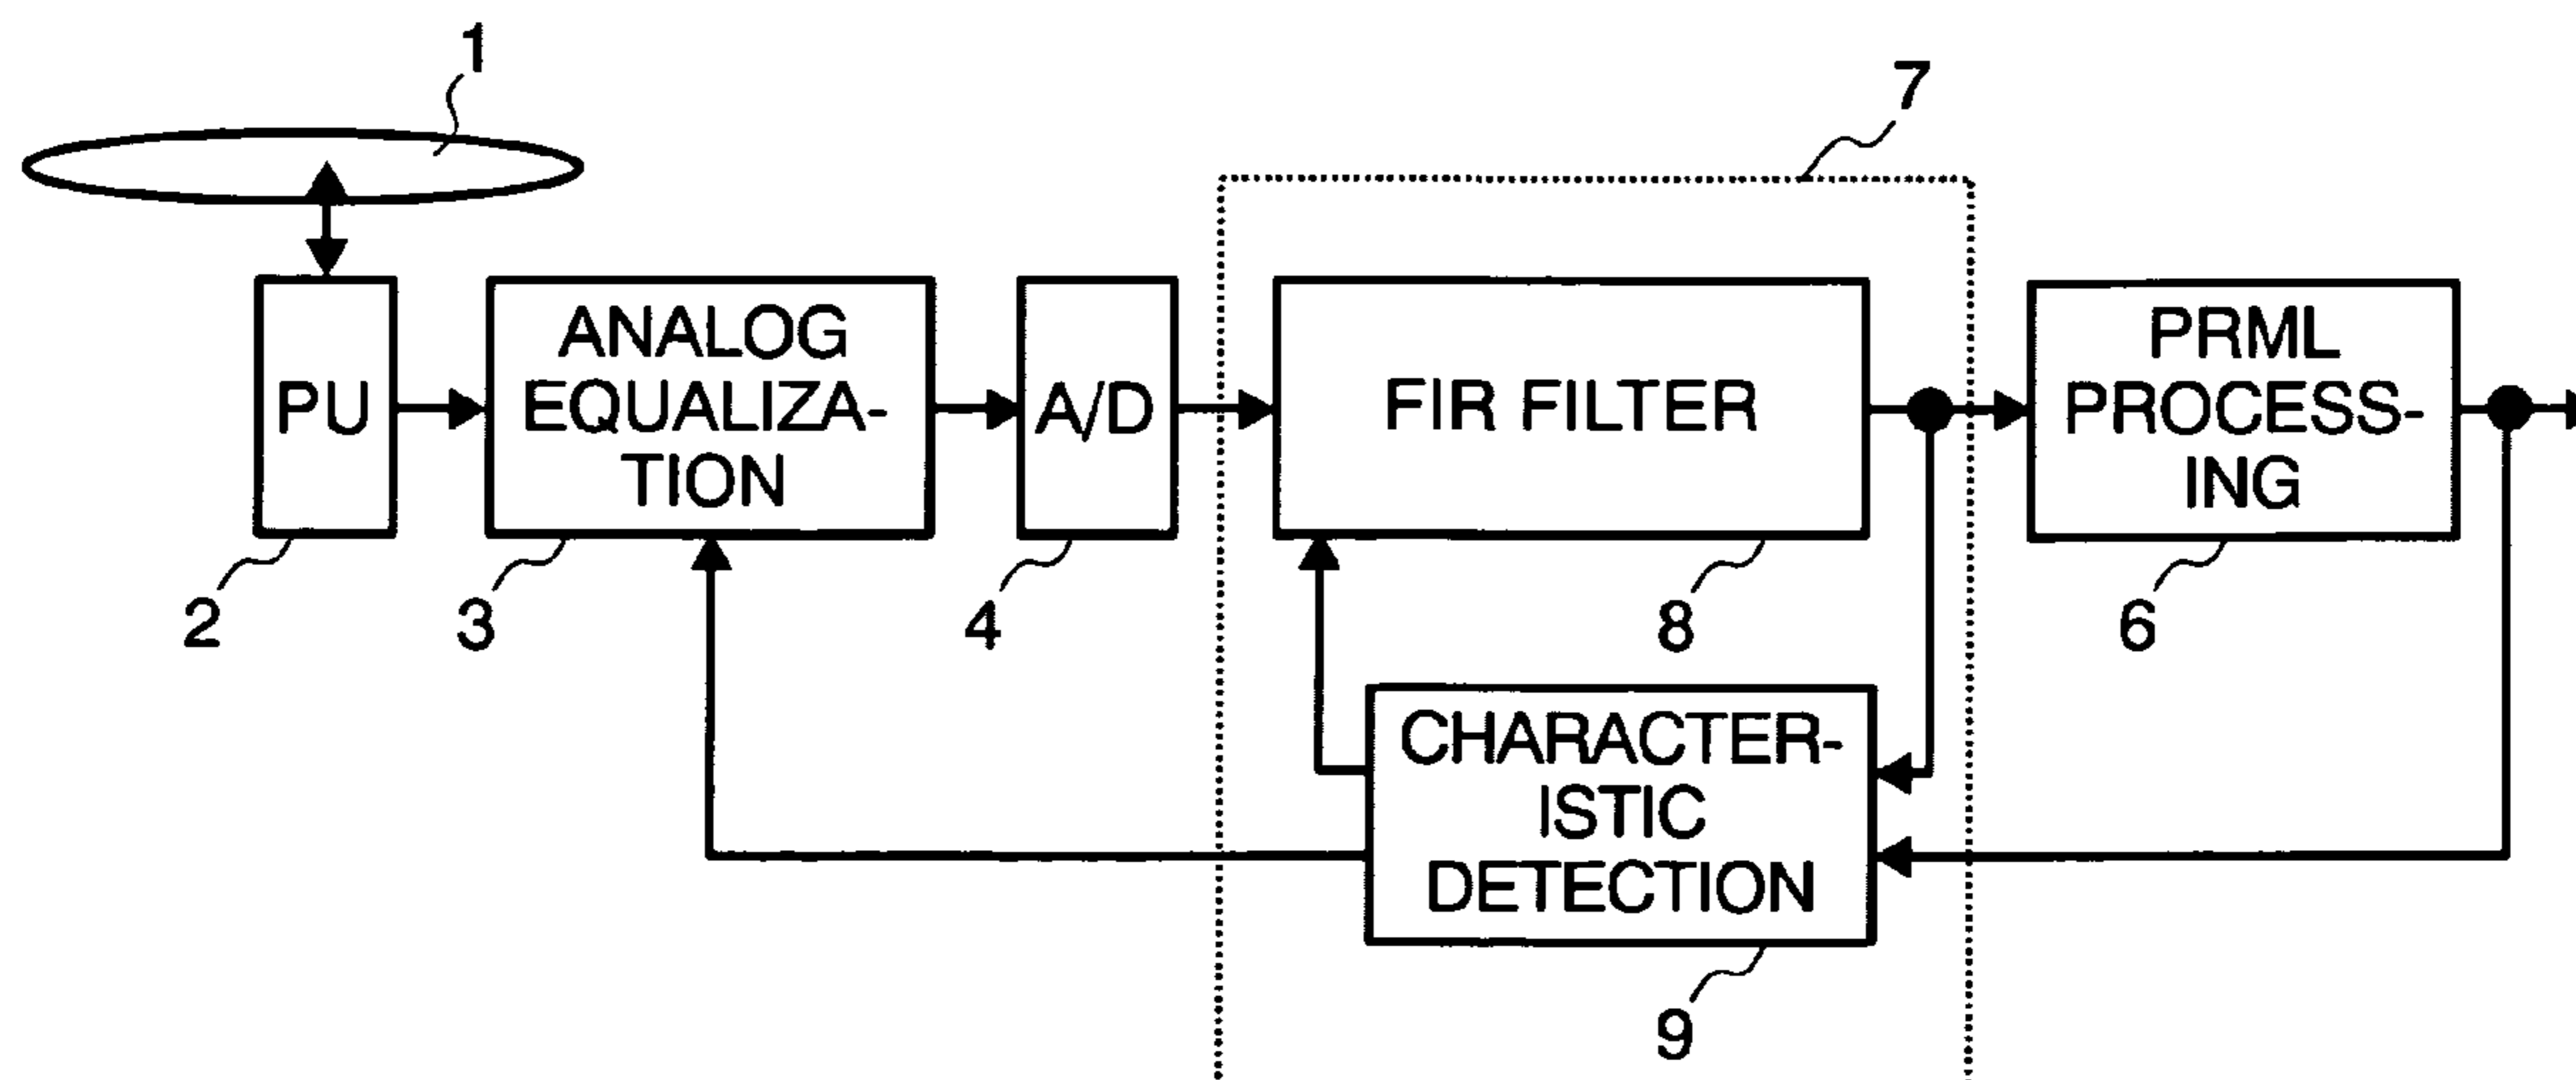 1
7
PU
ANALOG
EQUALIZA-
TION
A/D
FIR FILTER
PRML
PROCESS-
ING
2
3
4
8
6
CHARACTER-
ISTIC
DETECTION
9